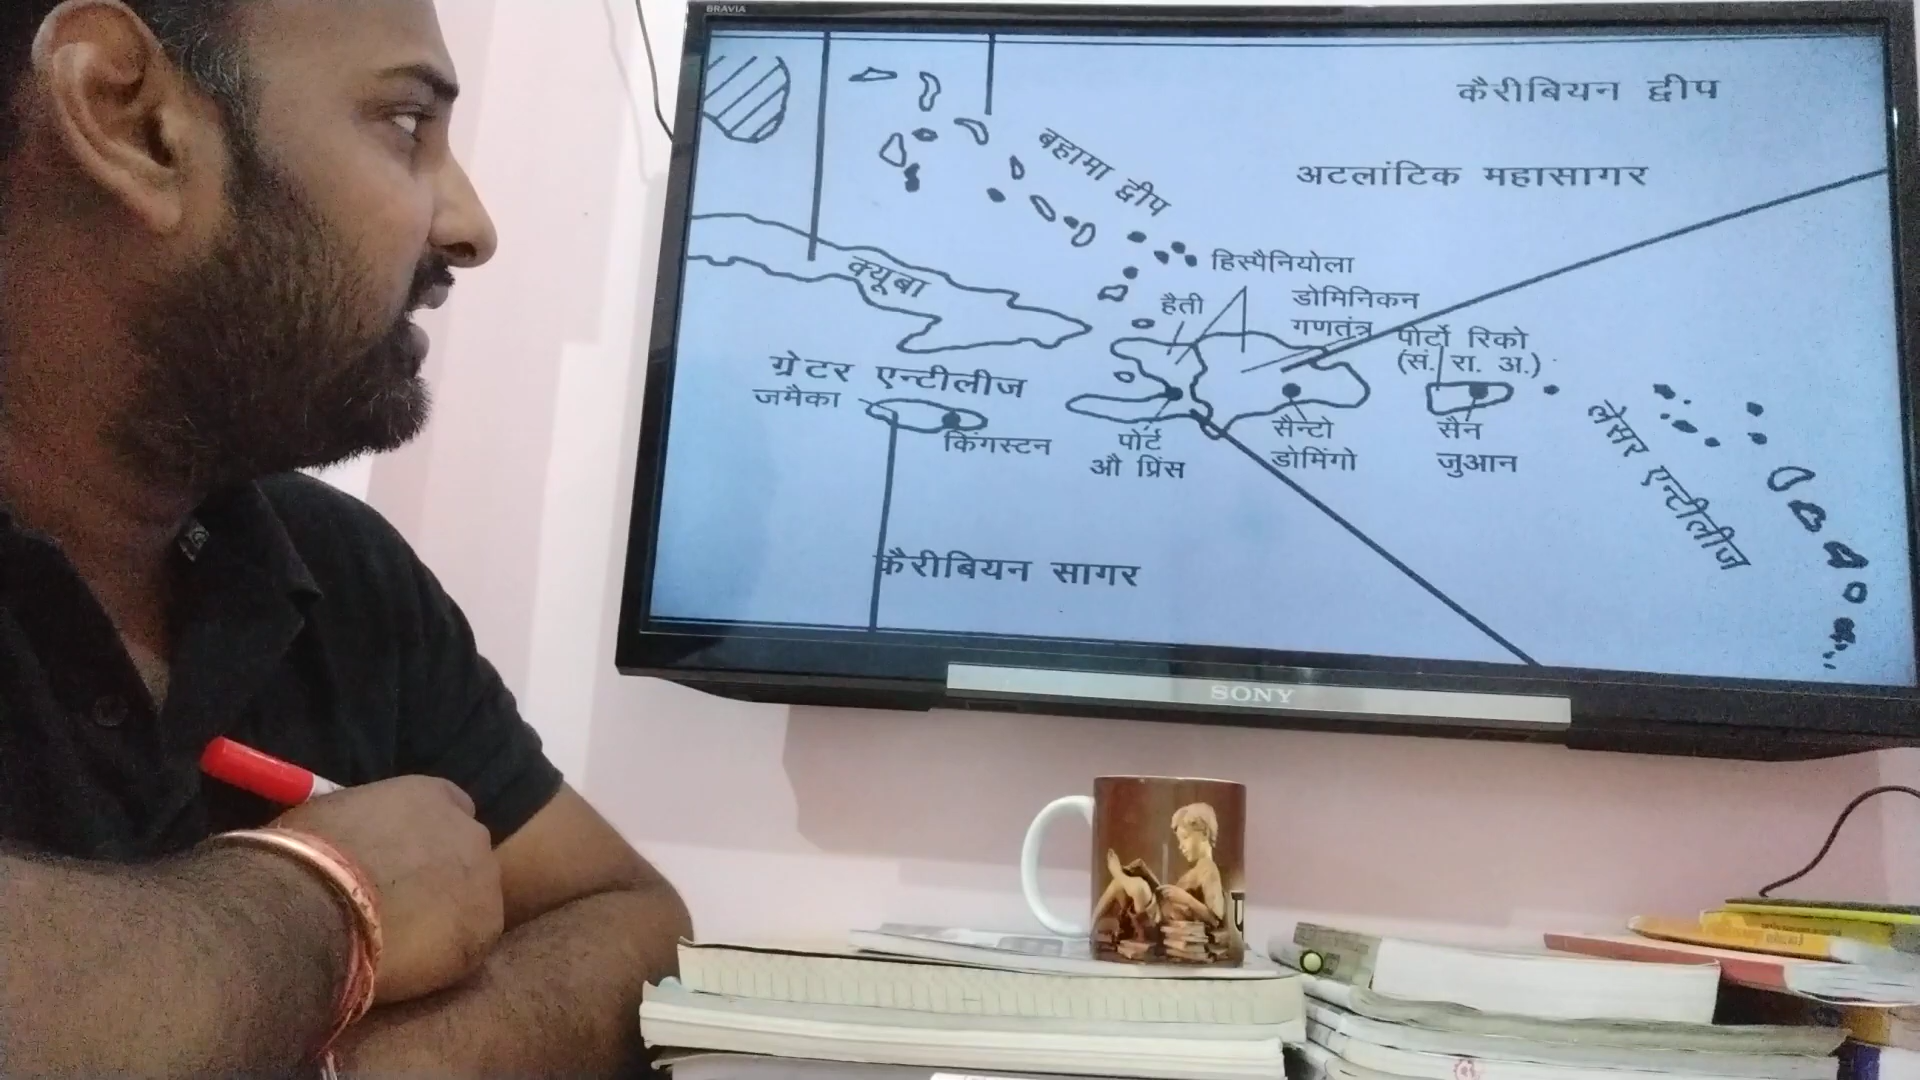 BRAVIA
कैरीबियन द्वीप
अटलांटिक महासागर
बहामा द्वीप
हिस्पैनियोला
क्यूबा
हैती
डोमिनिकन
गणतंत्र
पोर्टो रिको
(सं. रा. अ.)
ग्रेटर एन्टीलीज
जमैका
किंगस्टन
पोर्ट
औ प्रिंस
सैन्टो
डोमिंगो
सैन
जुआन
लेसर एन्टीलीज
कैरीबियन सागर
SONY